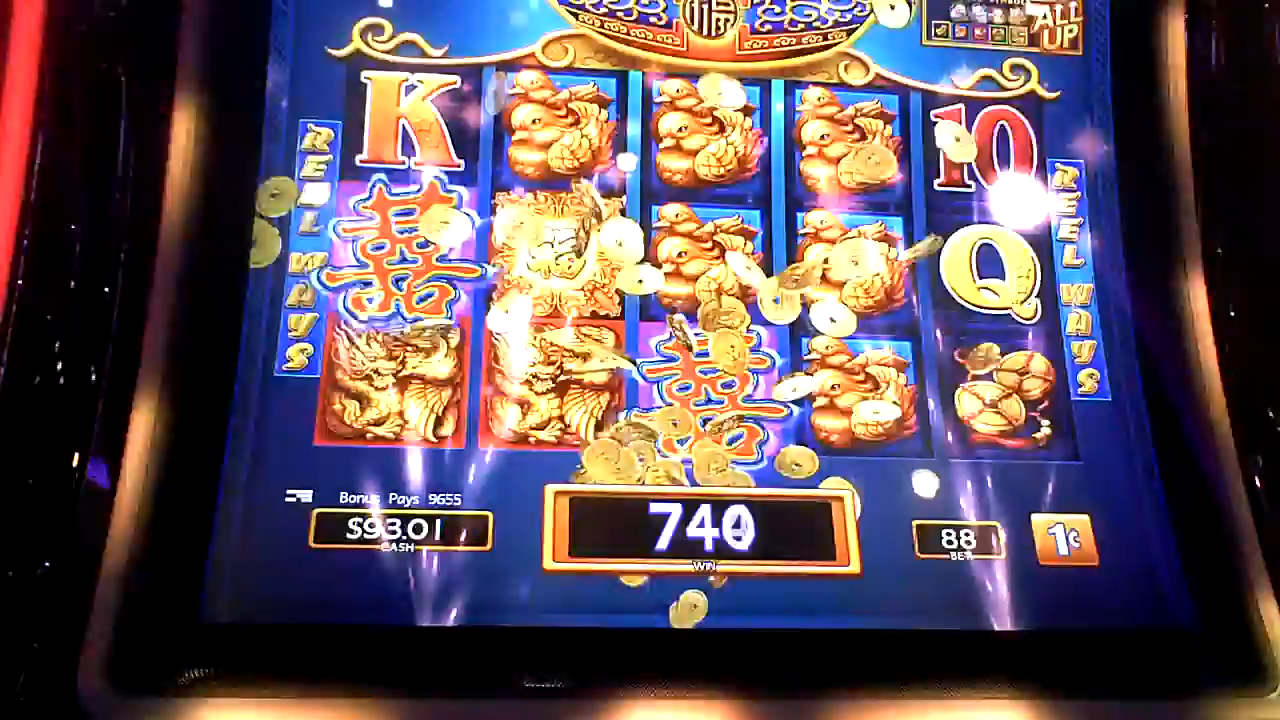 福
ALL
UP
K
10
REEL WAYS
REEL WAYS
囍
Q
囍
Bonus Pays 9655
$93.01
CASH
740
WIN
88
BET
1¢